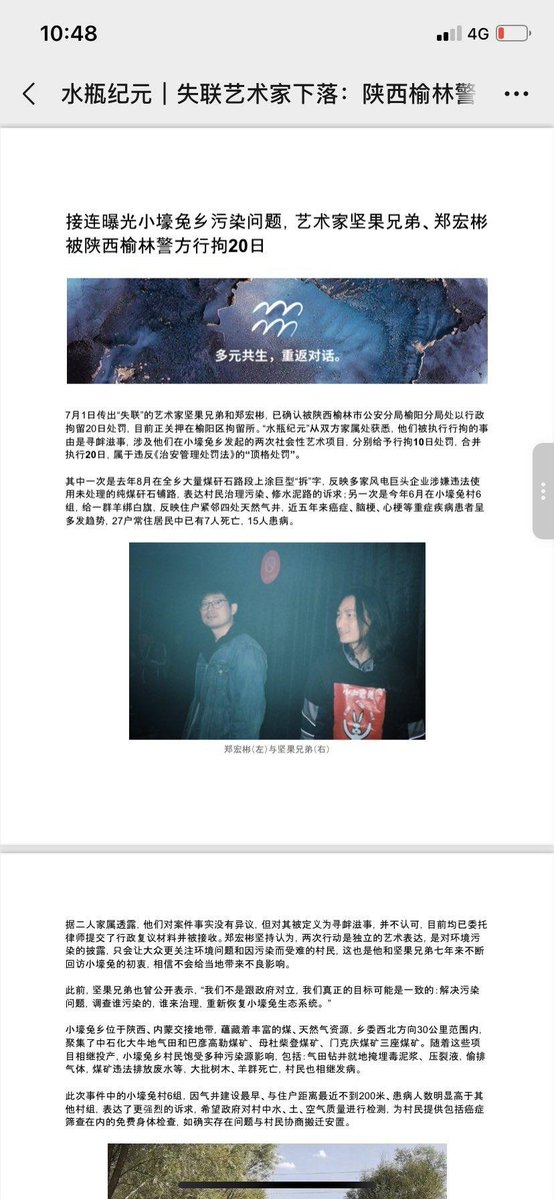 10:48
4G
水瓶纪元｜失联艺术家下落：陕西榆林警
接连曝光小壕兔乡污染问题，艺术家坚果兄弟、郑宏彬
被陕西榆林警方行拘20日
多元共生，重返对话。
7月1日传出“失联”的艺术家坚果兄弟和郑宏彬，已确认被陕西榆林市公安分局榆阳分局处以行政
拘留20日处罚，目前正关押在榆阳区拘留所。“水瓶纪元”从双方家属处获悉，他们被执行行拘的事
由是寻衅滋事，涉及他们在小壕兔乡发起的两次社会性艺术项目，分别给予行拘10日处罚，合并
执行20日，属于违反《治安管理处罚法》的“顶格处罚”。
其中一次是去年8月在全乡大量煤矸石路段上涂巨型“拆”字，反映多家风电巨头企业涉嫌违法使
用未处理的纯煤矸石铺路，表达村民治理污染、修水泥路的诉求；另一次是今年6月在小壕兔村6
组，给一群羊绑白旗，反映住户紧邻四处天然气井，近五年来癌症、脑梗、心梗等重症疾病患者呈
多发趋势，27户常住居民中已有7人死亡，15人患病。
郑宏彬（左）与坚果兄弟（右）
据二人家属透露，他们对案件事实没有异议，但对其被定义为寻衅滋事，并不认可，目前均已委托
律师提交了行政复议材料并被接收。郑宏彬坚持认为，两次行动是独立的艺术表达，是对环境污
染的披露，只会让大众更关注环境问题和因污染而受难的村民，这也是他和坚果兄弟七年来不断
回访小壕兔的初衷，相信不会给当地带来不良影响。
此前，坚果兄弟也曾公开表示，“我们不是跟政府对立，我们真正的目标可能是一致的：解决污染
问题，调查谁污染的，谁来治理，重新恢复小壕兔生态系统。”
小壕兔乡位于陕西、内蒙交接地带，蕴藏着丰富的煤、天然气资源，乡委西北方向30公里范围内，
聚集了中石化大牛地气田和巴彦高勒煤矿、母杜柴登煤矿、门克庆煤矿三座煤矿。随着这些项
目相继投产，小壕兔乡村民饱受多种污染源影响，包括：气田钻井就地掩埋毒泥浆、压裂液，偷排
气体，煤矿违法排放废水等，大批树木、羊群死亡，村民也相继发病。
此次事件中的小壕兔村6组，因气井建设最早、与住户距离最近不到200米、患病人数明显高于其
他村组，表达了更强烈的诉求，希望政府对村中水、土、空气质量进行检测，为村民提供包括癌症
筛查在内的免费身体检查，如确实存在问题与村民协商搬迁安置。